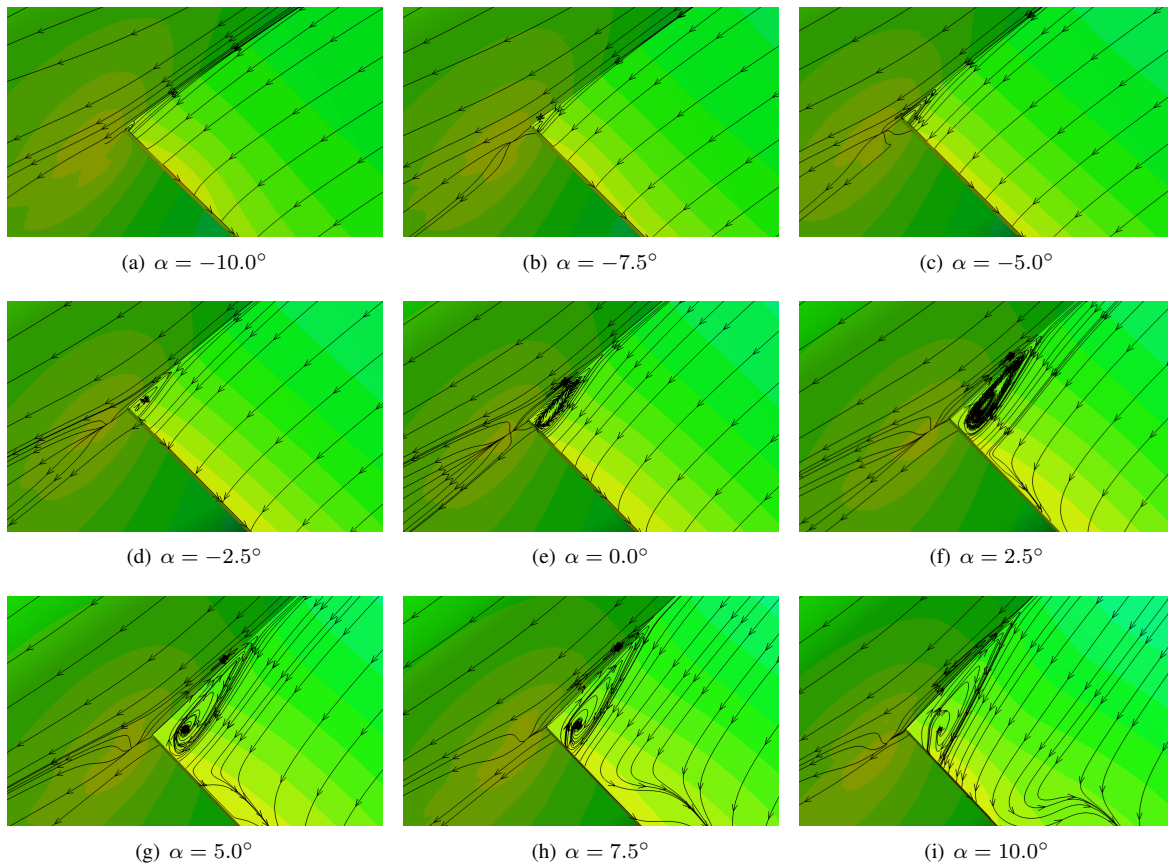 (a) α = −10.0°
(b) α = −7.5°
(c) α = −5.0°
(d) α = −2.5°
(e) α = 0.0°
(f) α = 2.5°
(g) α = 5.0°
(h) α = 7.5°
(i) α = 10.0°